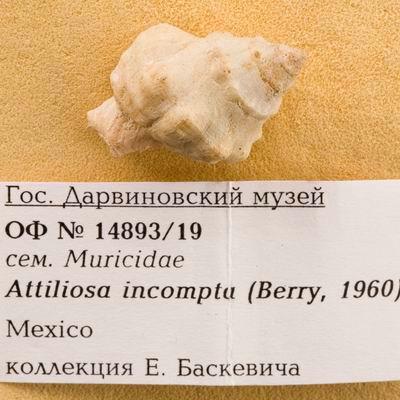 Гос. Дарвиновский музей
ОФ № 14893/19
сем. Muricidae
Attiliosa incompta (Berry, 1960)
Mexico
коллекция Е. Баскевича